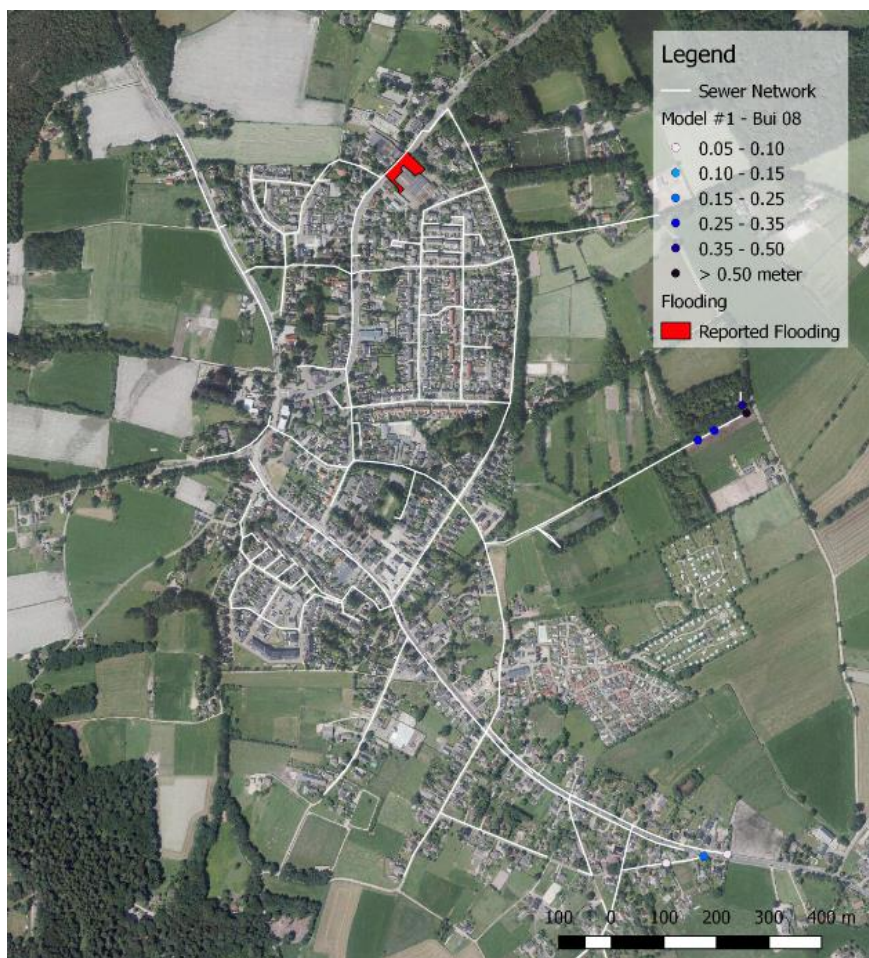 Legend
Sewer Network
Model #1 - Bui 08
0.05 - 0.10
0.10 - 0.15
0.15 - 0.25
0.25 - 0.35
0.35 - 0.50
> 0.50 meter
Flooding
Reported Flooding
100 0 100 200 300 400 m